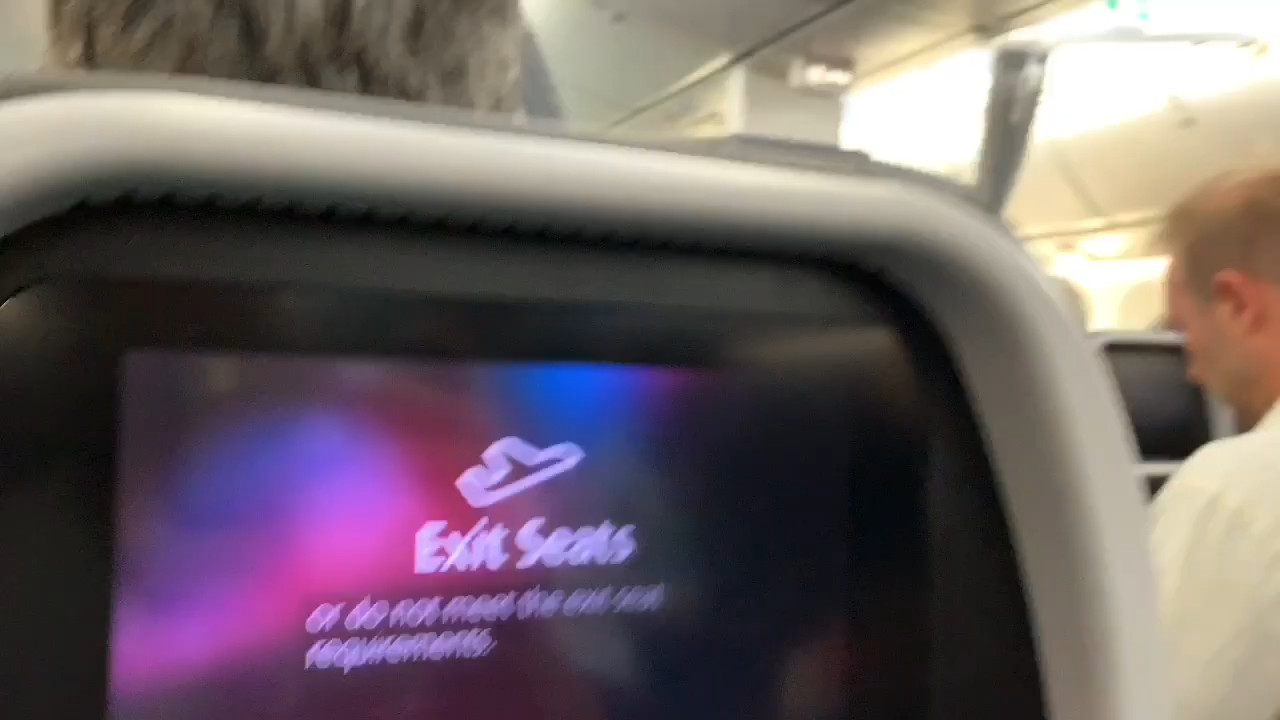 Exit Seats
or do not meet the exit seat
requirements.